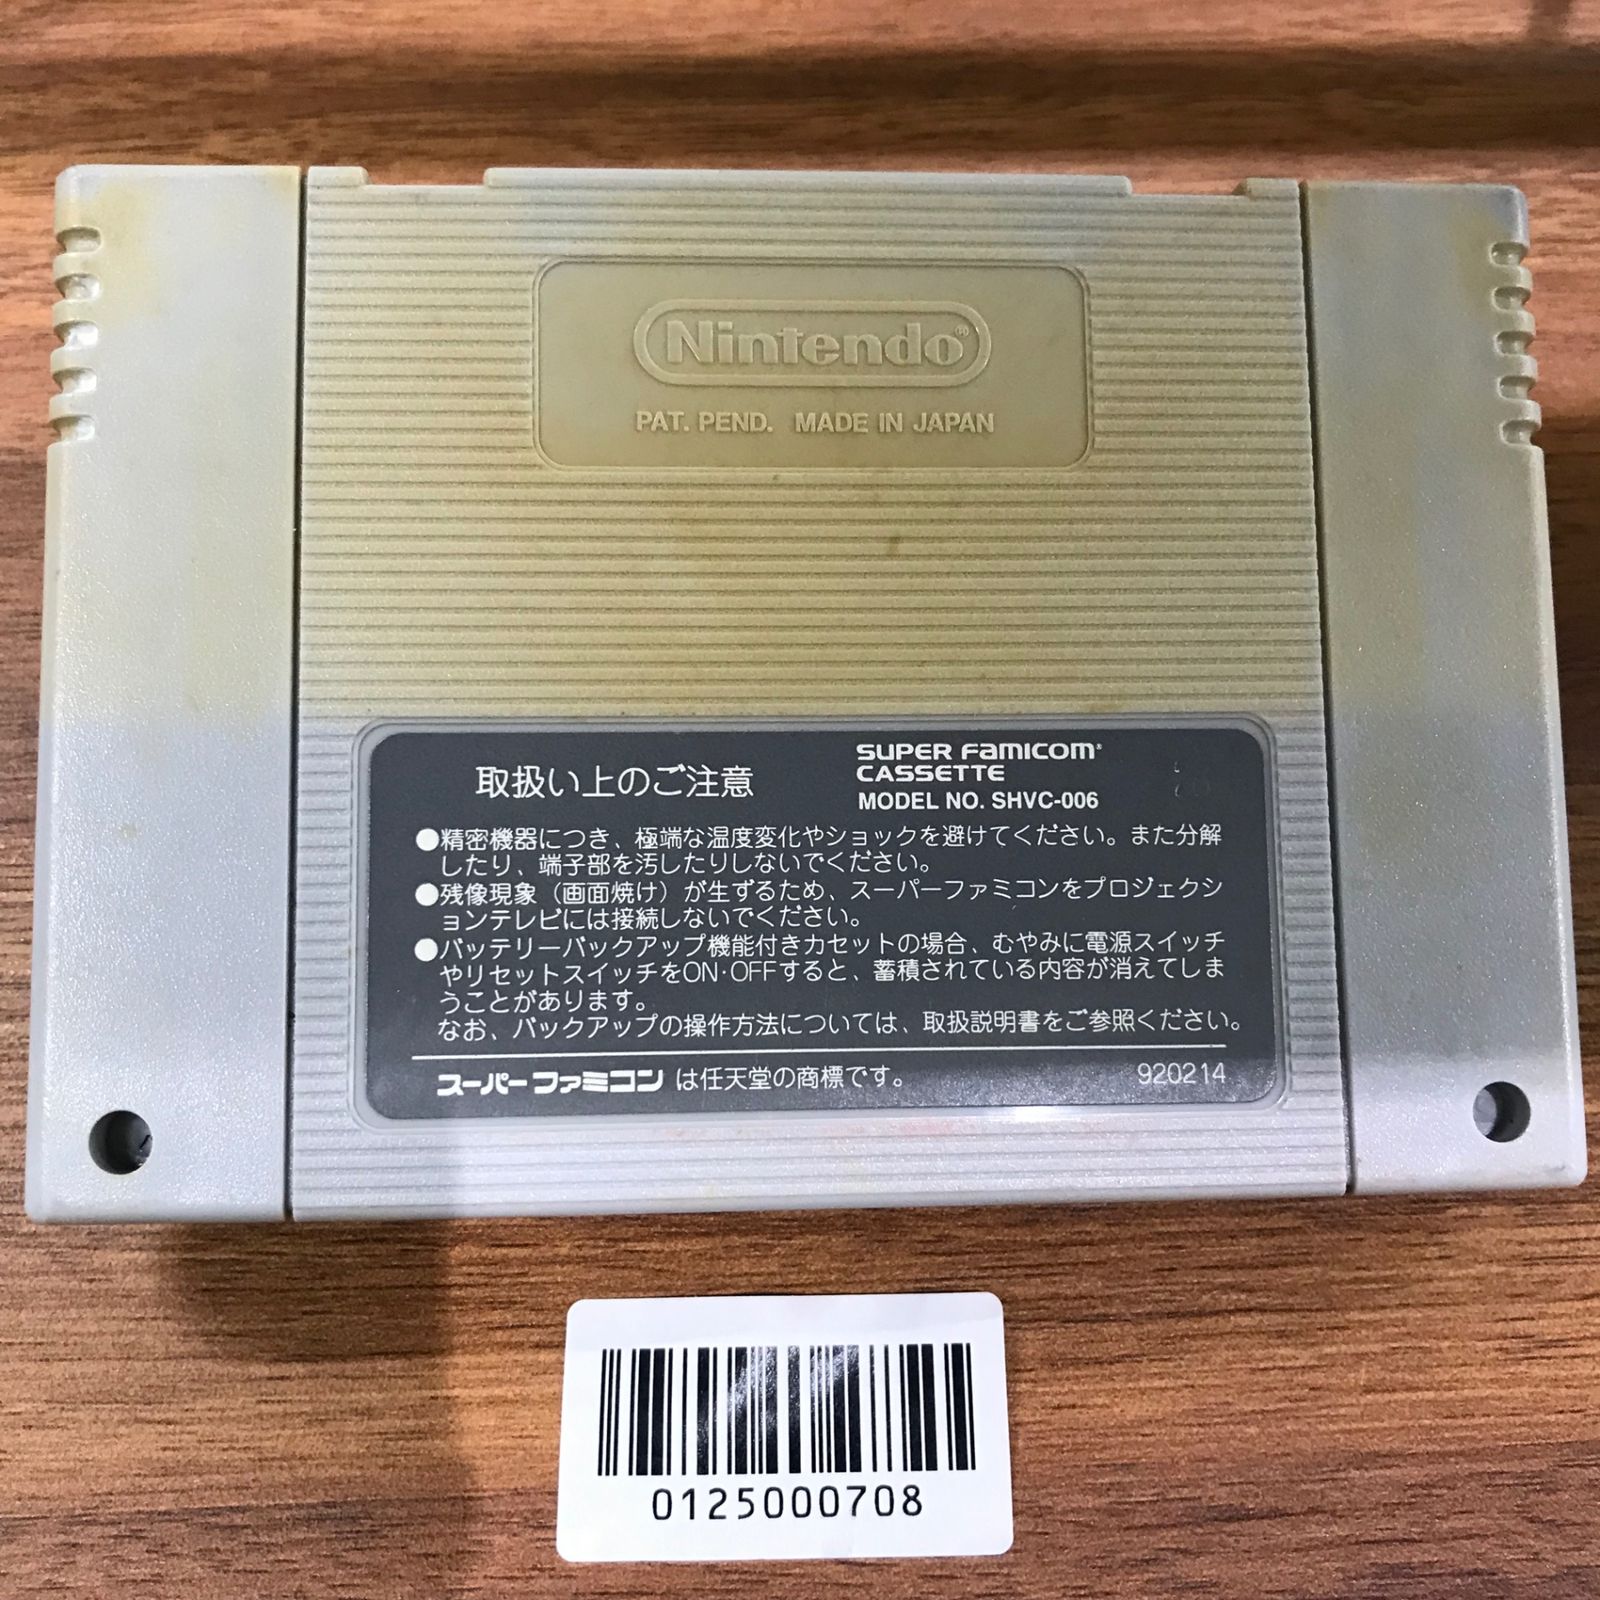 Nintendo®
PAT. PEND. MADE IN JAPAN
取扱い上のご注意
SUPER FAMICOM®
CASSETTE
MODEL NO. SHVC-006
●精密機器につき、極端な温度変化やショックを避けてください。また分解
したり、端子部を汚したりしないでください。
●残像現象（画面焼け）が生ずるため、スーパーファミコンをプロジェクシ
ョンテレビには接続しないでください。
●バッテリーバックアップ機能付きカセットの場合、むやみに電源スイッチ
やリセットスイッチをON·OFFすると、蓄積されている内容が消えてしま
うことがあります。
なお、バックアップの操作方法については、取扱説明書をご参照ください。
スーパーファミコン は任天堂の商標です。
920214
0125000708